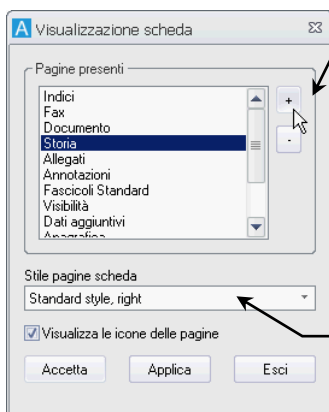 Visualizzazione scheda
Pagine presenti
Indici
Fax
Documento
Storia
Allegati
Annotazioni
Fascicoli Standard
Visibilità
Dati aggiuntivi
Anagrafica
+
-
Stile pagine scheda
Standard style, right
Visualizza le icone delle pagine
Accetta
Applica
Esci